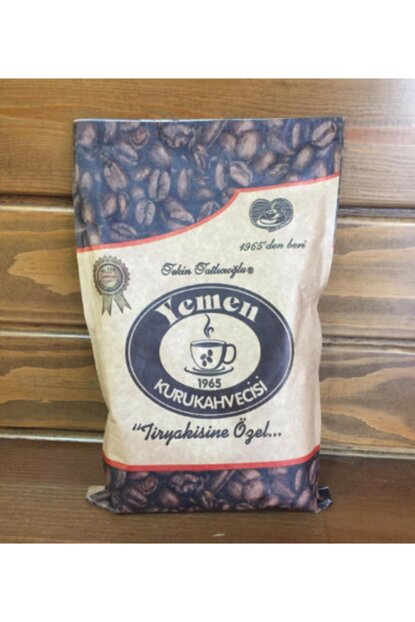 1965'den beri
Tekin Tatlıcıoğlu®
Yemen
1965
KURUKAHVECİSİ
"Tiryakisine Özel...